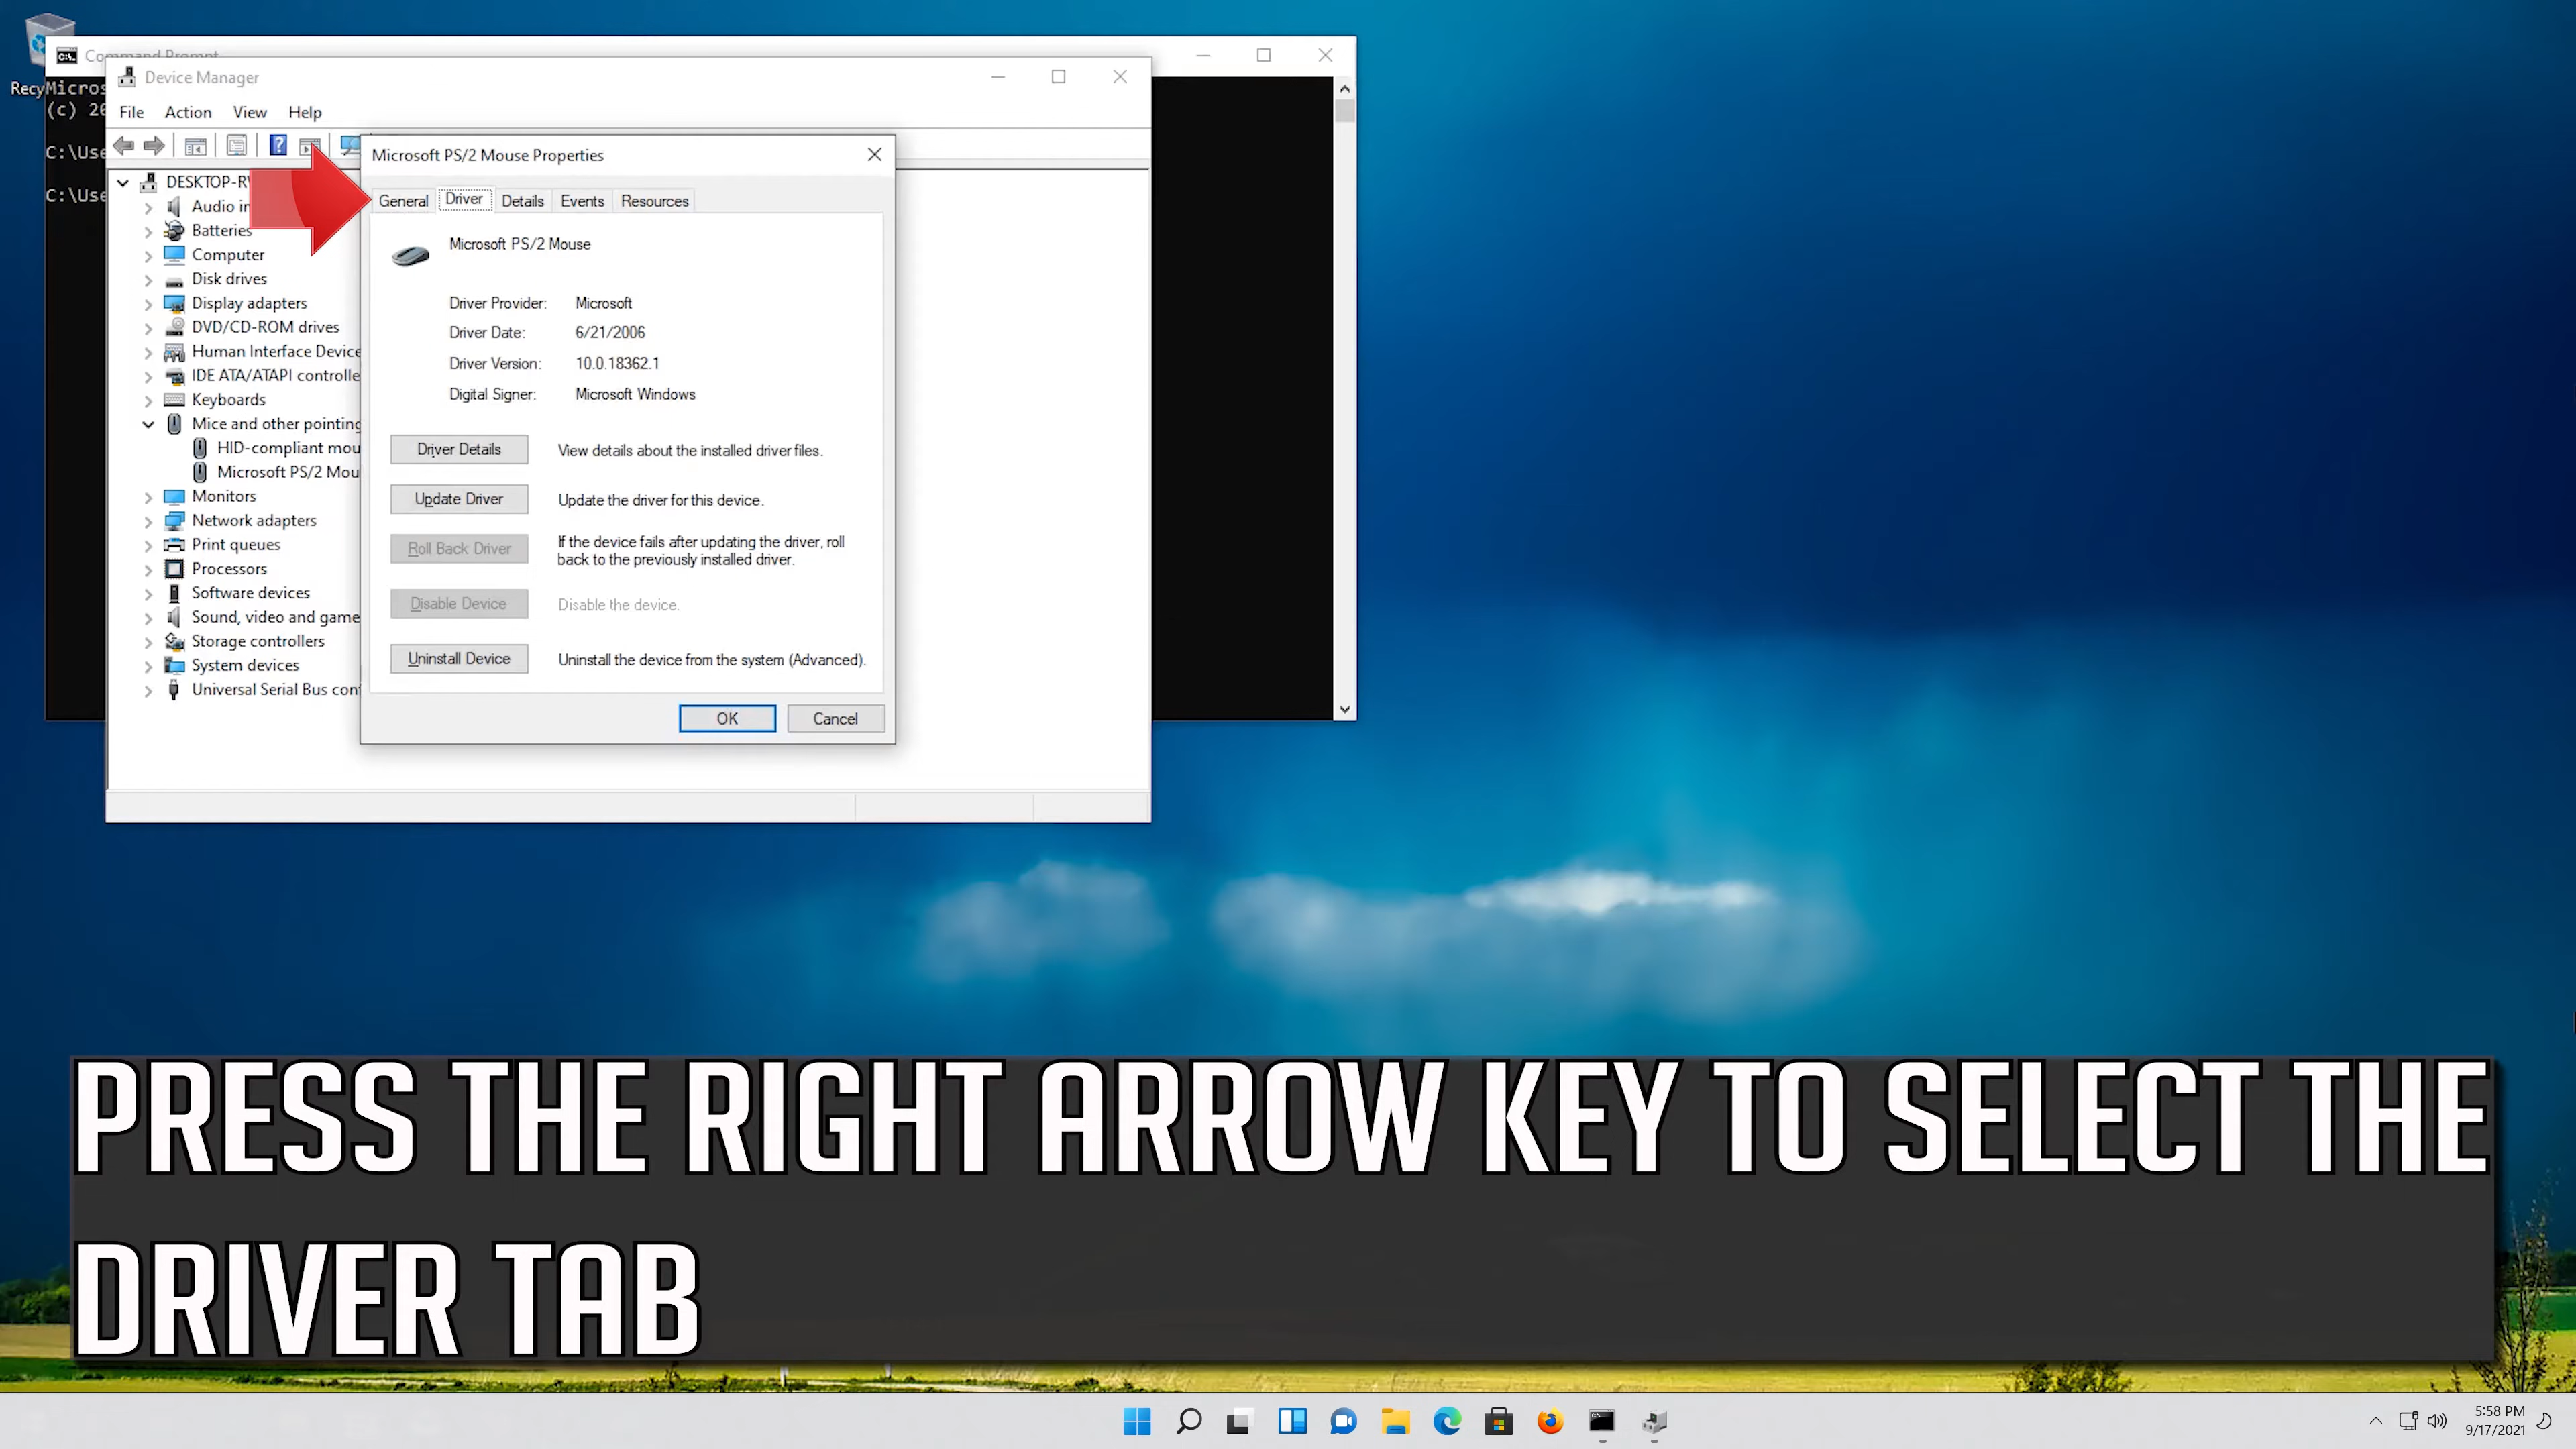 Command Prompt
Device Manager
Recy
Micros
(c) 20
C:\Use
C:\Use
File Action View Help
Microsoft PS/2 Mouse Properties
General Driver Details Events Resources
DESKTOP-R
Audio in
Batteries
Computer
Disk drives
Display adapters
DVD/CD-ROM drives
Human Interface Device
IDE ATA/ATAPI controlle
Keyboards
Mice and other pointing
HID-compliant mou
Microsoft PS/2 Mou
Monitors
Network adapters
Print queues
Processors
Software devices
Sound, video and game
Storage controllers
System devices
Universal Serial Bus con
Microsoft PS/2 Mouse
Driver Provider: Microsoft
Driver Date: 6/21/2006
Driver Version: 10.0.18362.1
Digital Signer: Microsoft Windows
Driver Details View details about the installed driver files.
Update Driver Update the driver for this device.
Roll Back Driver If the device fails after updating the driver, roll
back to the previously installed driver.
Disable Device Disable the device.
Uninstall Device Uninstall the device from the system (Advanced).
OK Cancel
PRESS THE RIGHT ARROW KEY TO SELECT THE
DRIVER TAB
5:58 PM
9/17/2021